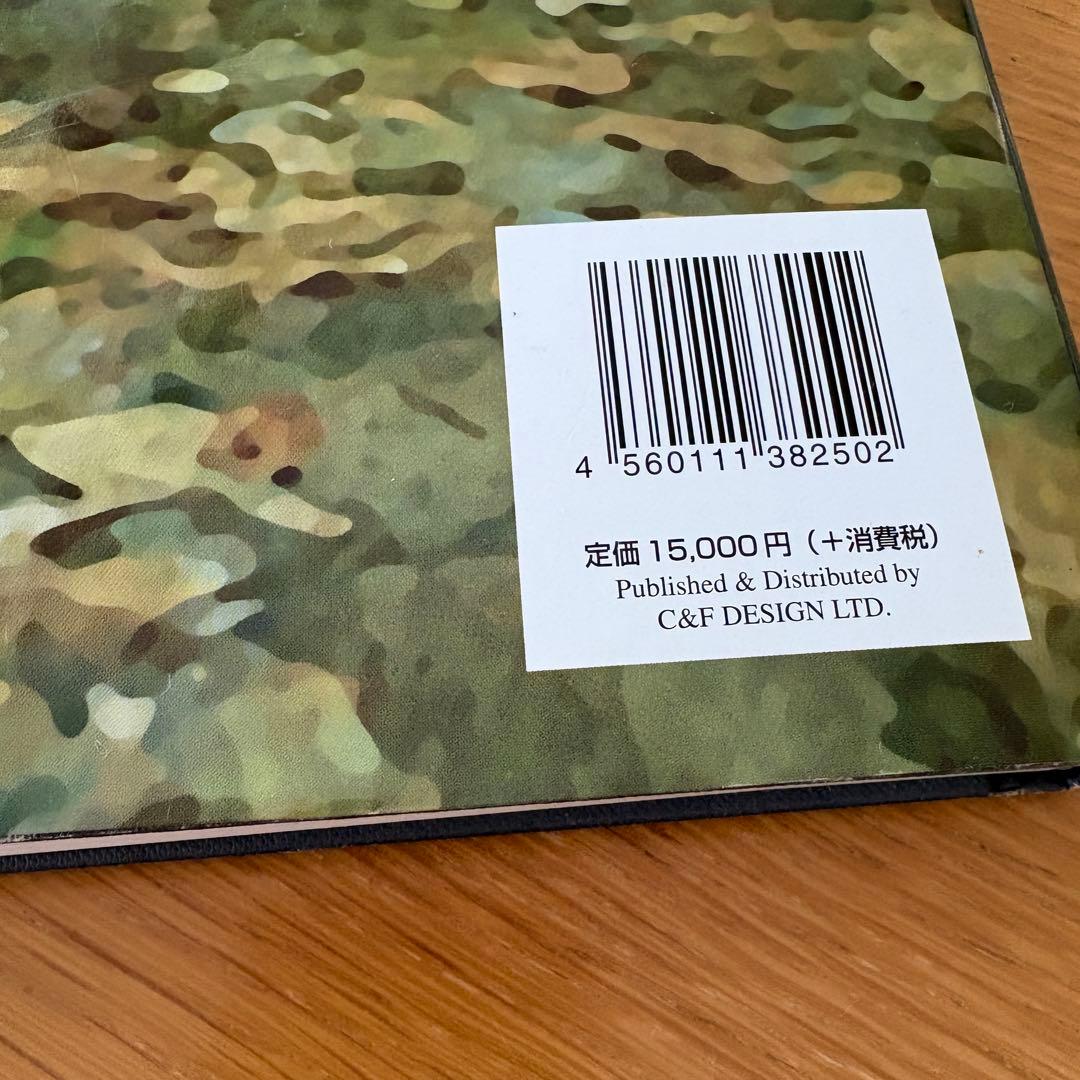 4 560111 382502
定価 15,000円（+消費税）
Published & Distributed by
C&F DESIGN LTD.